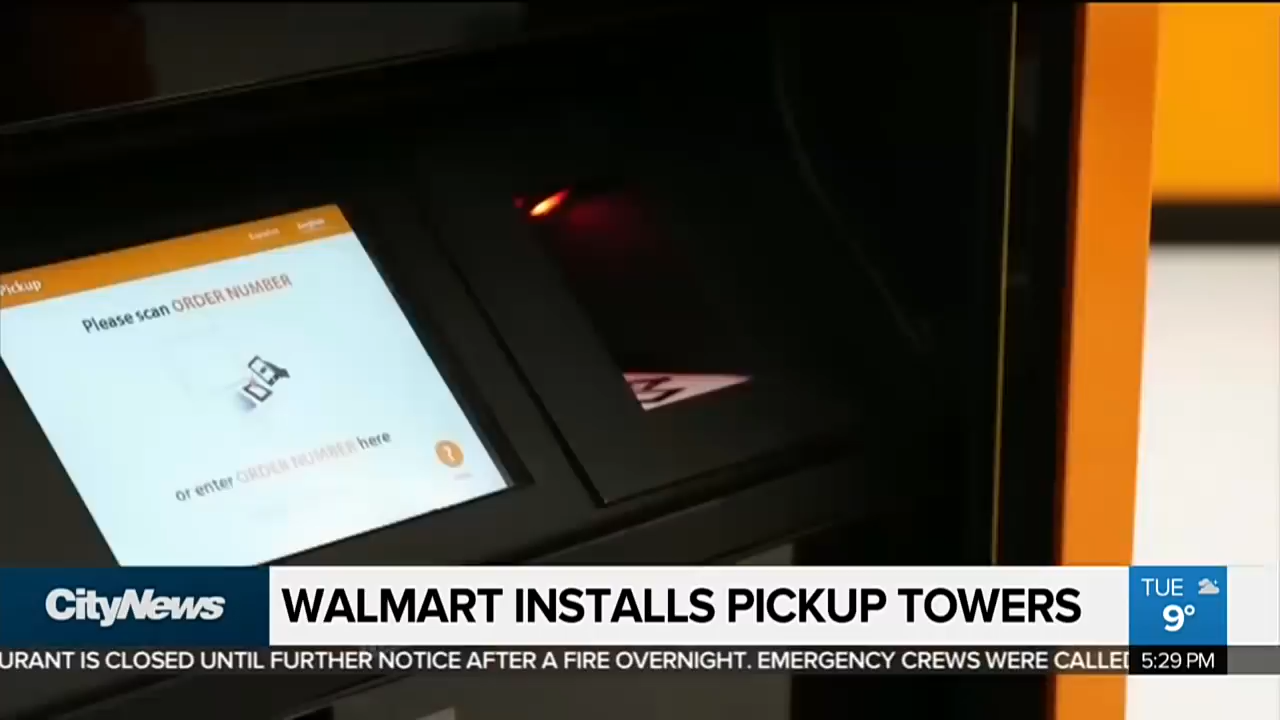 Español English
Pickup
Please scan ORDER NUMBER
or enter ORDER NUMBER here
?
CityNews
WALMART INSTALLS PICKUP TOWERS
TUE
9°
URANT IS CLOSED UNTIL FURTHER NOTICE AFTER A FIRE OVERNIGHT. EMERGENCY CREWS WERE CALLED
5:29 PM